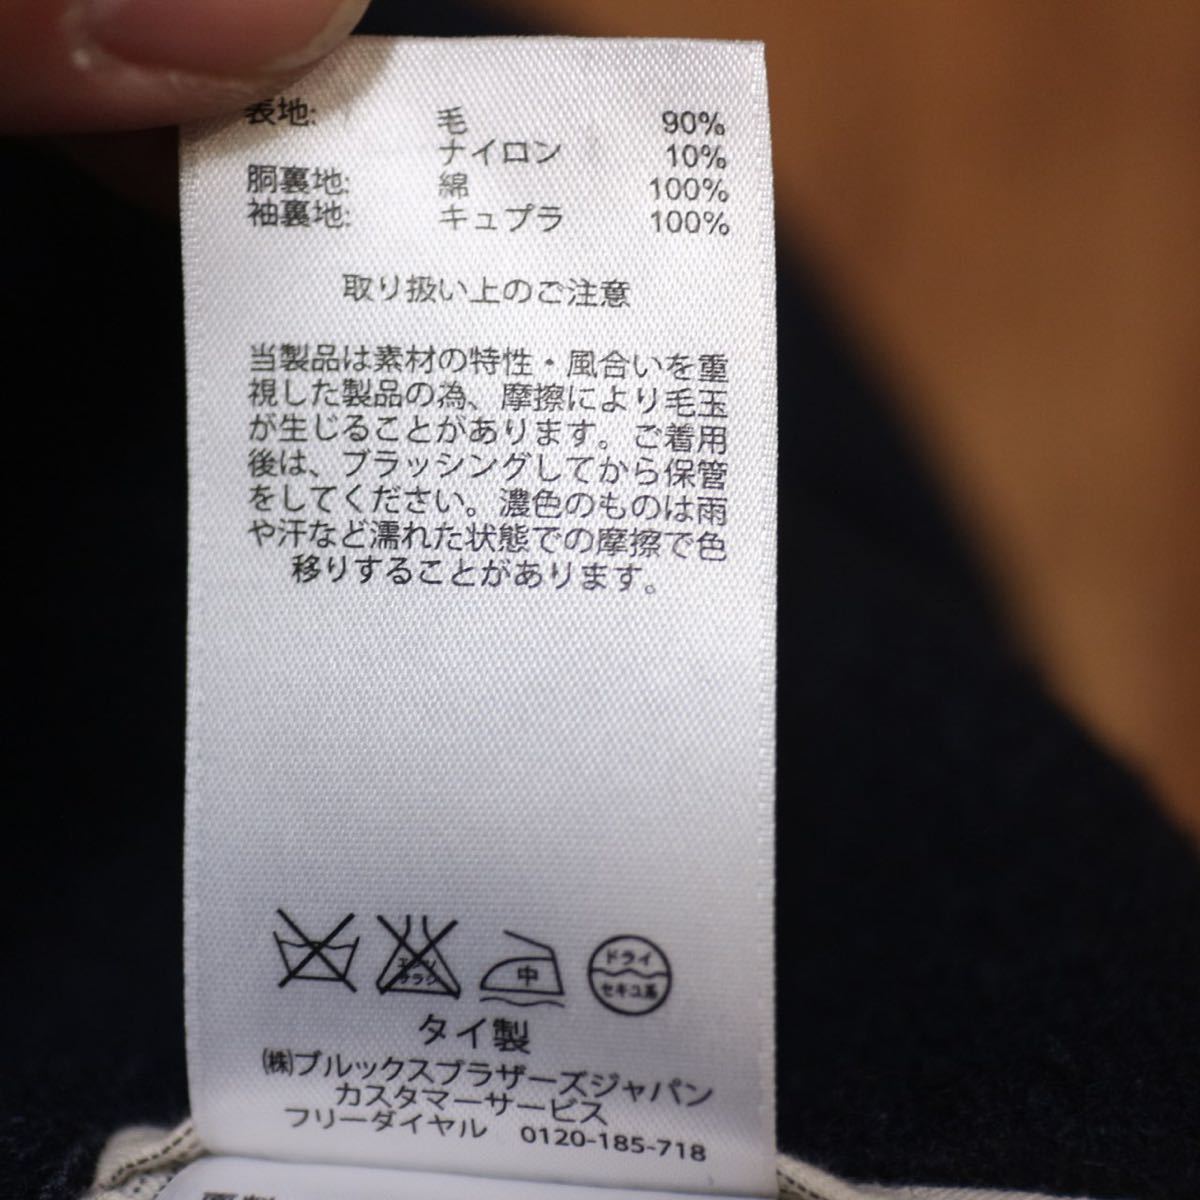 表地: 毛 90%
ナイロン 10%
胴裏地: 綿 100%
袖裏地: キュプラ 100%
取り扱い上のご注意
当製品は素材の特性・風合いを重
視した製品の為、摩擦により毛玉
が生じることがあります。ご着用
後は、ブラッシングしてから保管
をしてください。濃色のものは雨
や汗など濡れた状態での摩擦で色
移りすることがあります。
エンソ
サラシ
中
ドライ
セキユ系
タイ製
㈱ブルックスブラザーズジャパン
カスタマーサービス
フリーダイヤル 0120-185-718